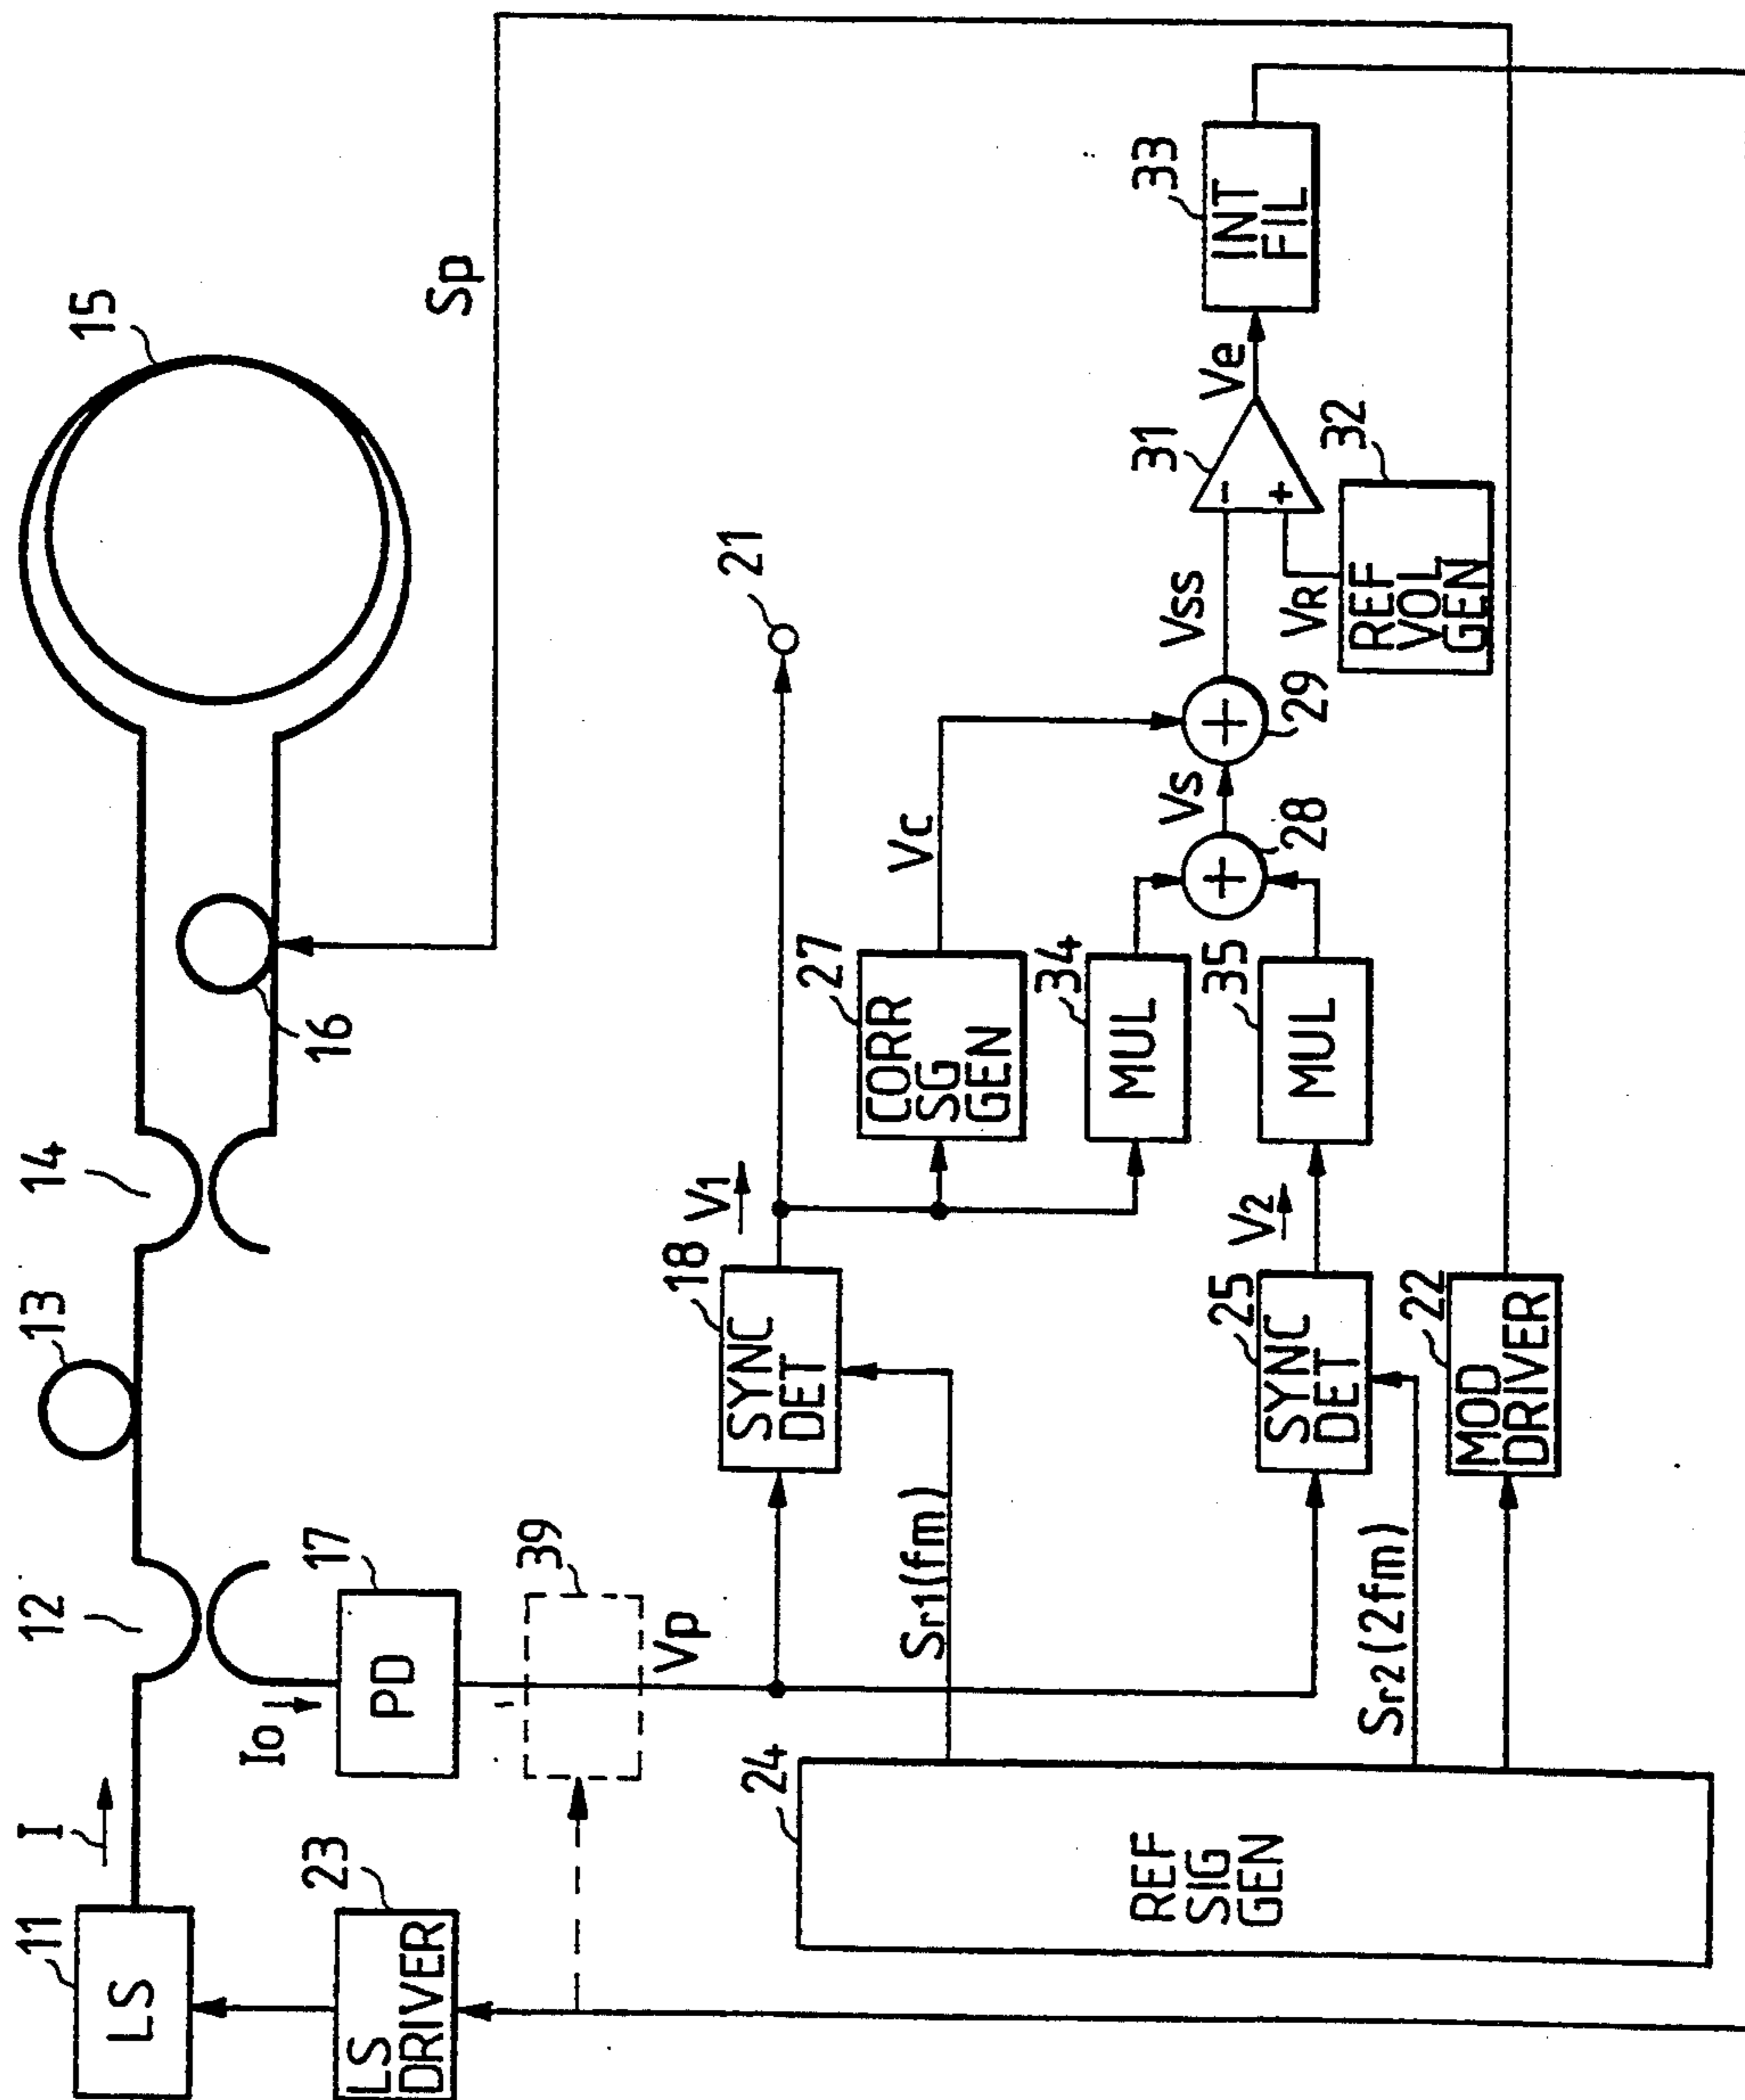 11
LS
I
12
13
14
15
16
Sp
Io
PD
17
39
Vp
23
LS
DRIVER
24
REF
SIG
GEN
Sr1(fm)
Sr2(2fm)
18
SYNC
DET
V1
21
25
SYNC
DET
V2
22
MOD
DRIVER
27
CORR
SG
GEN
Vc
34
MUL
35
MUL
+
28
Vs
+
29
Vss
VR
REF
VOL
GEN
32
31
-
+
Ve
33
INT
FIL